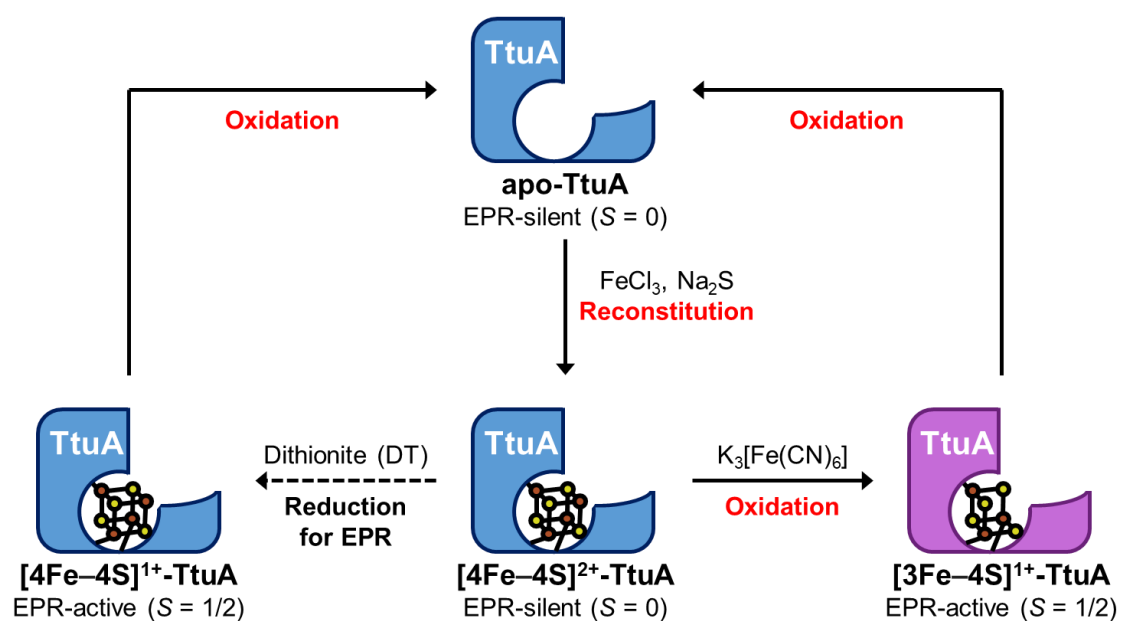 TtuA
Oxidation
Oxidation
apo-TtuA
EPR-silent (S = 0)
FeCl₃, Na₂S
Reconstitution
TtuA
TtuA
TtuA
Dithionite (DT)
Reduction
for EPR
K₃[Fe(CN)₆]
Oxidation
[4Fe–4S]¹⁺-TtuA
EPR-active (S = 1/2)
[4Fe–4S]²⁺-TtuA
EPR-silent (S = 0)
[3Fe–4S]¹⁺-TtuA
EPR-active (S = 1/2)